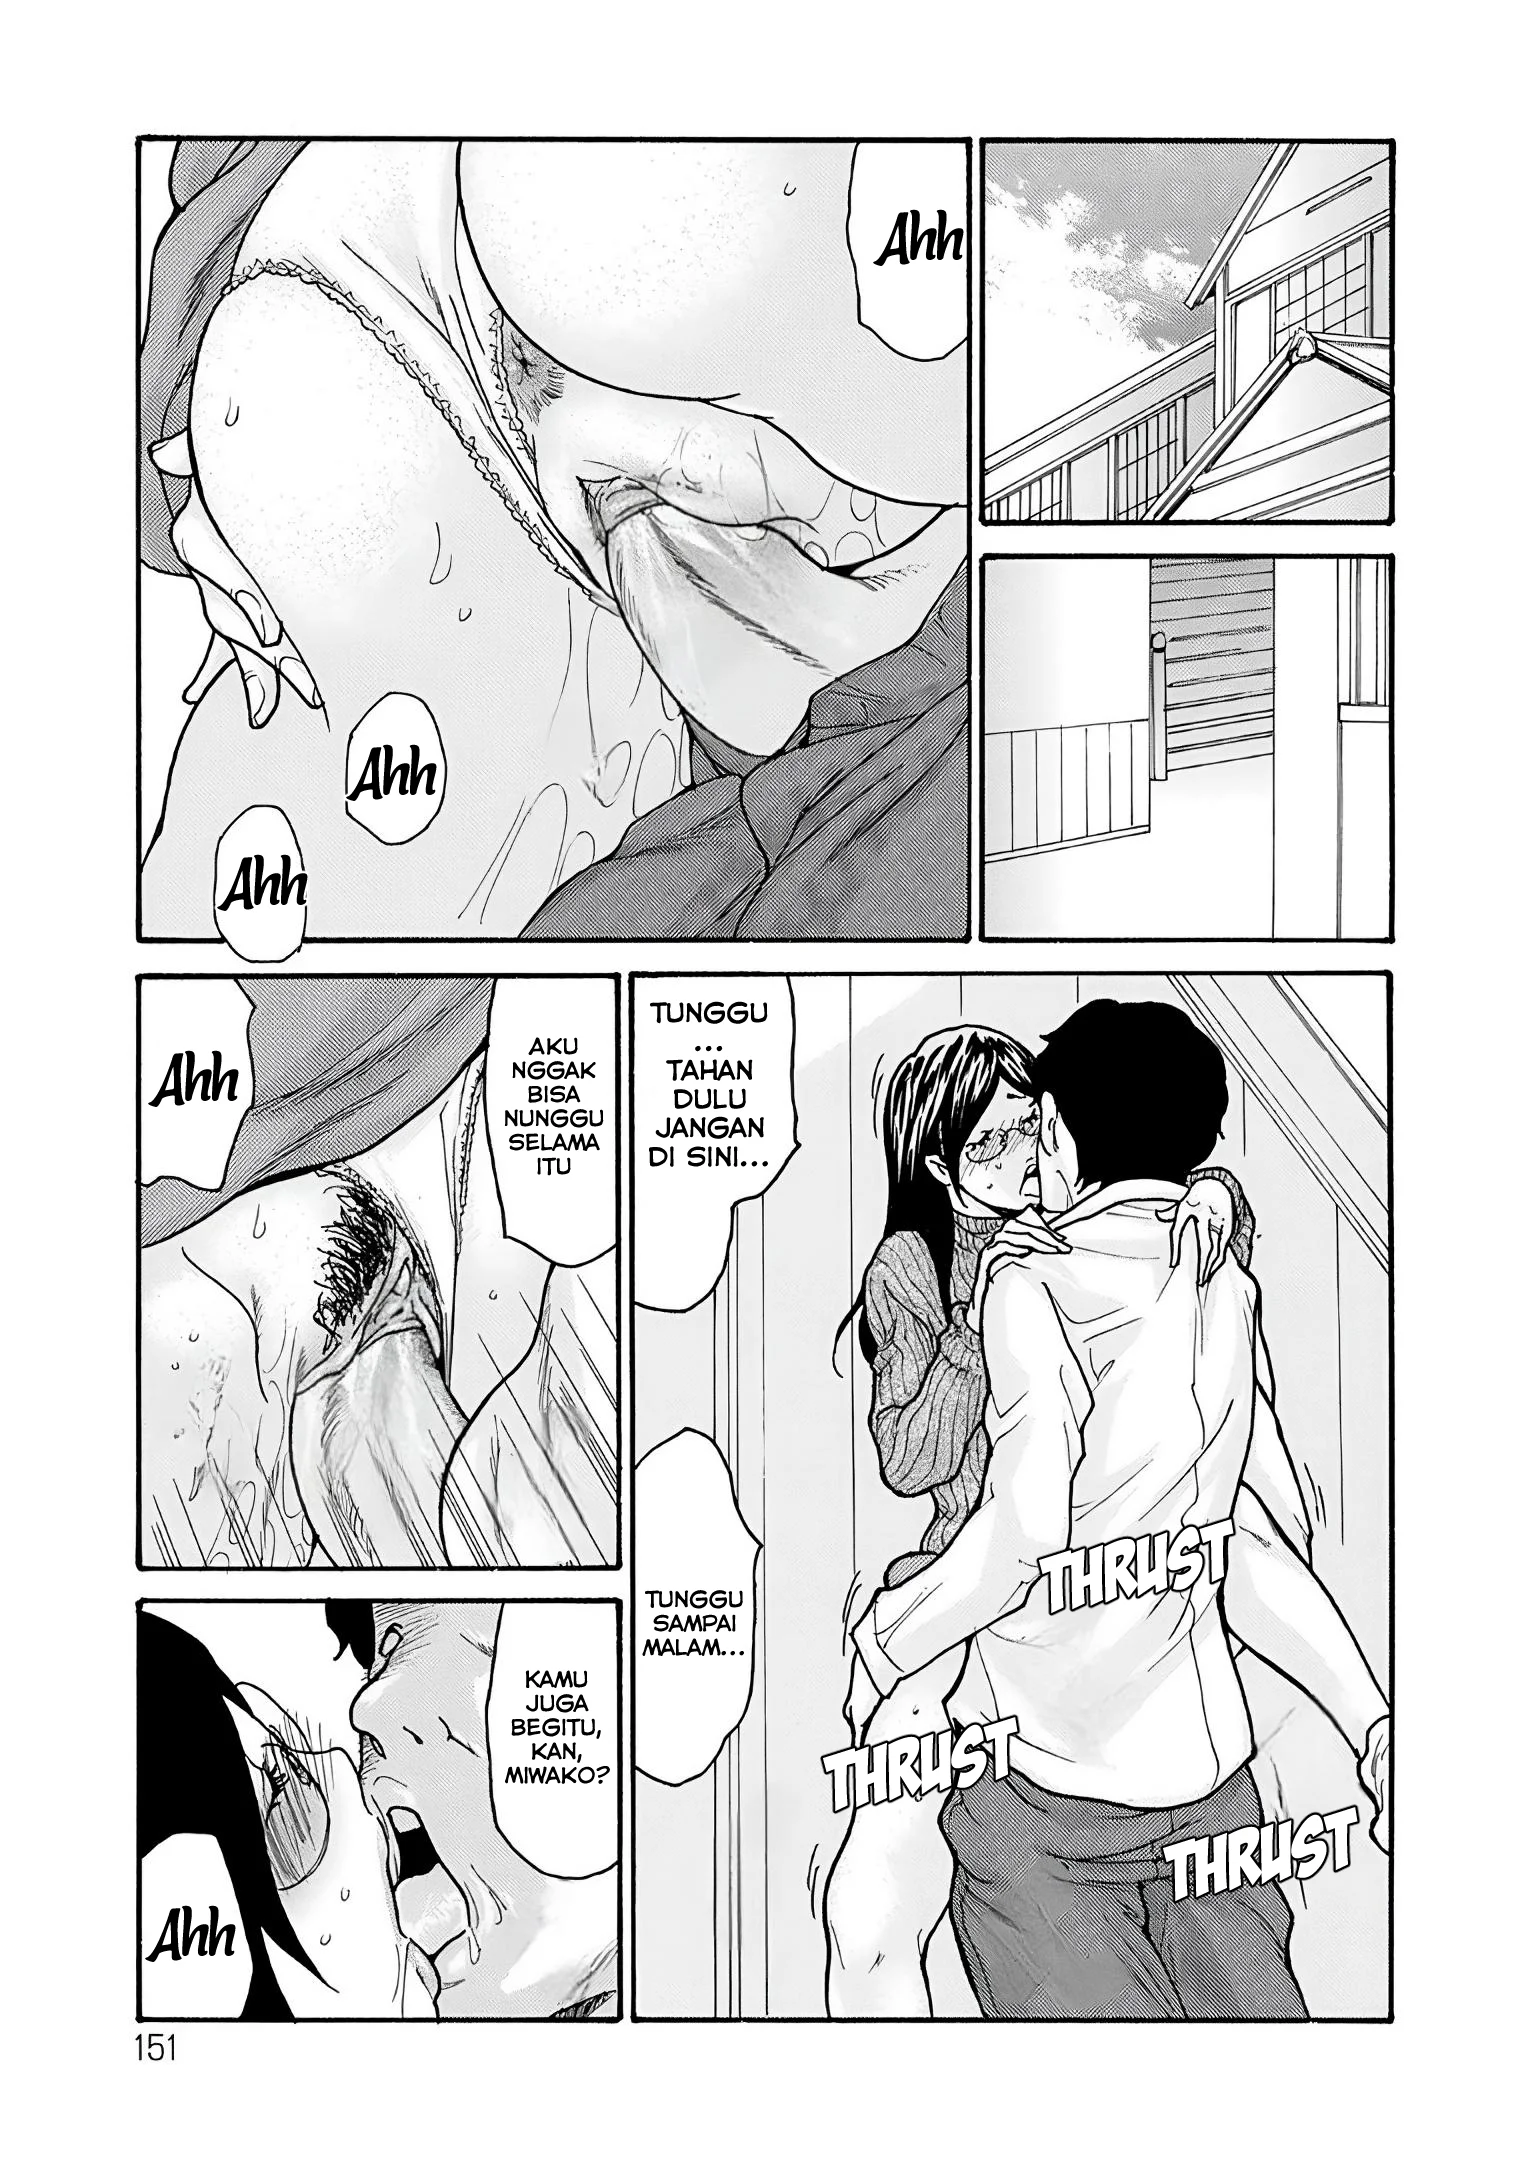 Ahh
Ahh
Ahh
TUNGGU
...
TAHAN
DULU
JANGAN
DI SINI...
TUNGGU
SAMPAI
MALAM...
THRUST
THRUST
THRUST
AKU
NGGAK
BISA
NUNGGU
SELAMA
ITU
Ahh
KAMU
JUGA
BEGITU,
KAN,
MIWAKO?
Ahh
151